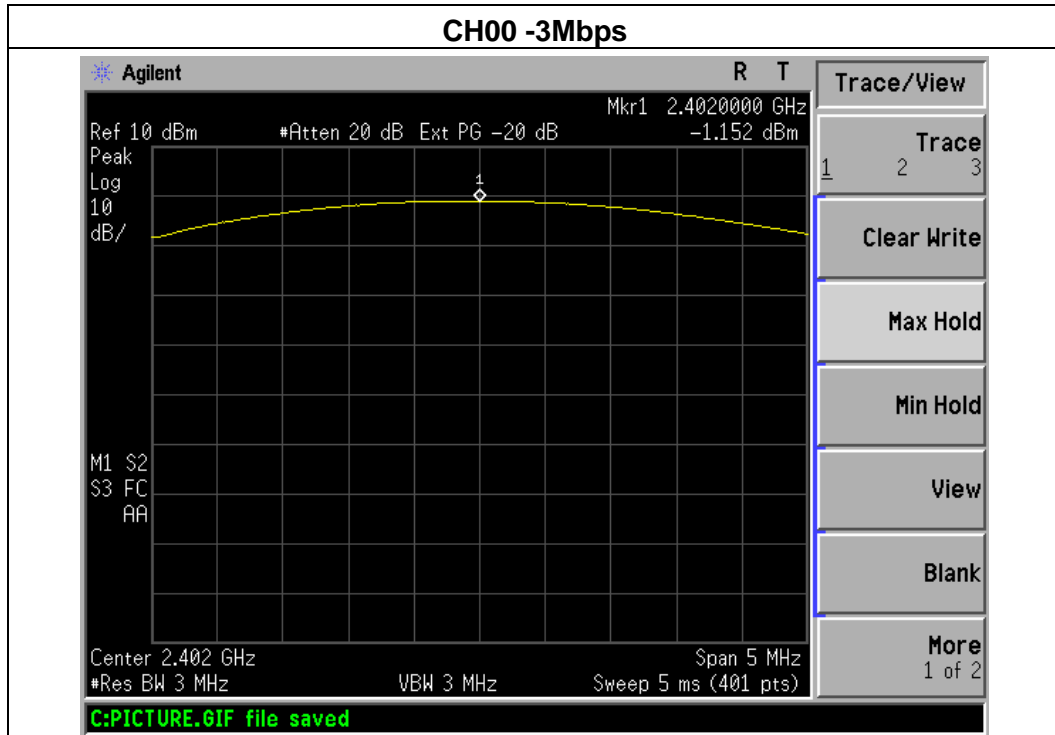 CH00 -3Mbps
Agilent R T
Mkr1 2.4020000 GHz
Ref 10 dBm #Atten 20 dB Ext PG -20 dB -1.152 dBm
Peak
Log
10
dB/
1
M1 S2
S3 FC
AA
Center 2.402 GHz Span 5 MHz
#Res BW 3 MHz VBW 3 MHz Sweep 5 ms (401 pts)
C:PICTURE.GIF file saved
Trace/View
Trace
1 2 3
Clear Write
Max Hold
Min Hold
View
Blank
More
1 of 2